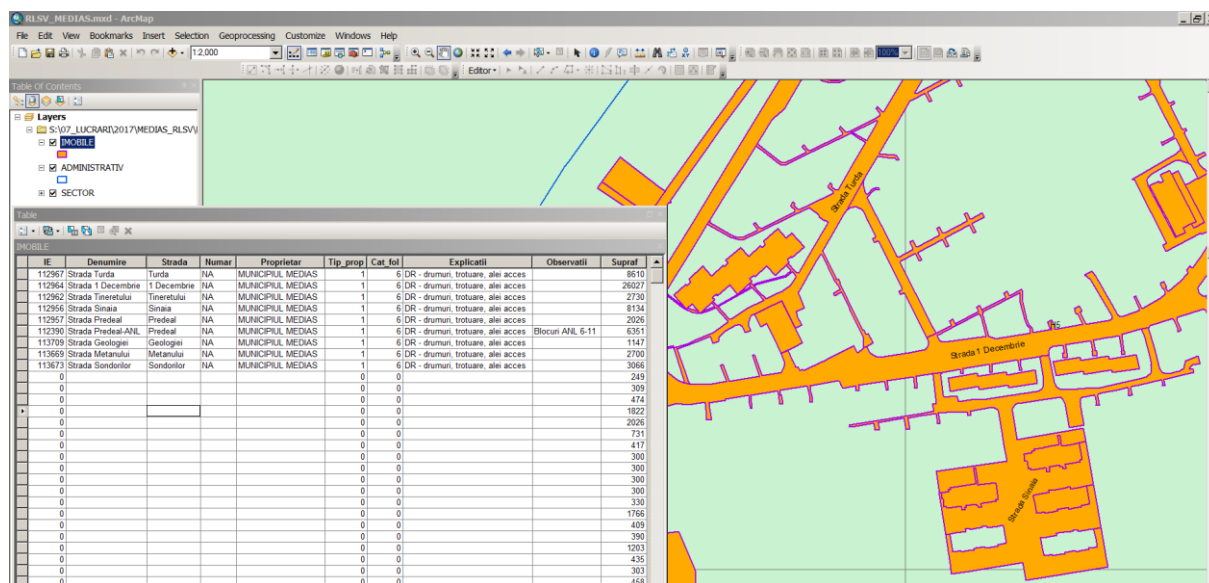 RLSV_MEDIAS.mxd - ArcMap
File Edit View Bookmarks Insert Selection Geoprocessing Customize Windows Help
1:2,000
100%
Editor
Table Of Contents
Layers
S:\07_LUCRARI\2017\MEDIAS_RLSV\
IMOBILE
ADMINISTRATIV
SECTOR
Table
IMOBILE
IE Denumire Strada Numar Proprietar Tip_prop Cat_fol Explicatii Observatii Supraf
112967 Strada Turda Turda NA MUNICIPIUL MEDIAS 1 6 DR - drumuri, trotuare, alei acces 8610
112964 Strada 1 Decembrie 1 Decembrie NA MUNICIPIUL MEDIAS 1 6 DR - drumuri, trotuare, alei acces 26027
112962 Strada Tineretului Tineretului NA MUNICIPIUL MEDIAS 1 6 DR - drumuri, trotuare, alei acces 2730
112956 Strada Sinaia Sinaia NA MUNICIPIUL MEDIAS 1 6 DR - drumuri, trotuare, alei acces 8134
112957 Strada Predeal Predeal NA MUNICIPIUL MEDIAS 1 6 DR - drumuri, trotuare, alei acces 2026
112390 Strada Predeal-ANL Predeal NA MUNICIPIUL MEDIAS 1 6 DR - drumuri, trotuare, alei acces Blocuri ANL 6-11 6351
113709 Strada Geologiei Geologiei NA MUNICIPIUL MEDIAS 1 6 DR - drumuri, trotuare, alei acces 1147
113669 Strada Metanului Metanului NA MUNICIPIUL MEDIAS 1 6 DR - drumuri, trotuare, alei acces 2700
113673 Strada Sondorilor Sondorilor NA MUNICIPIUL MEDIAS 1 6 DR - drumuri, trotuare, alei acces 3066
0 0 0 249
0 0 0 309
0 0 0 474
0 0 0 1822
0 0 0 2026
0 0 0 731
0 0 0 417
0 0 0 300
0 0 0 300
0 0 0 300
0 0 0 300
0 0 0 330
0 0 0 1766
0 0 0 409
0 0 0 390
0 0 0 1203
0 0 0 435
0 0 0 303
0 0 0 458
Strada Turda
Strada 1 Decembrie
Strada Sinaia